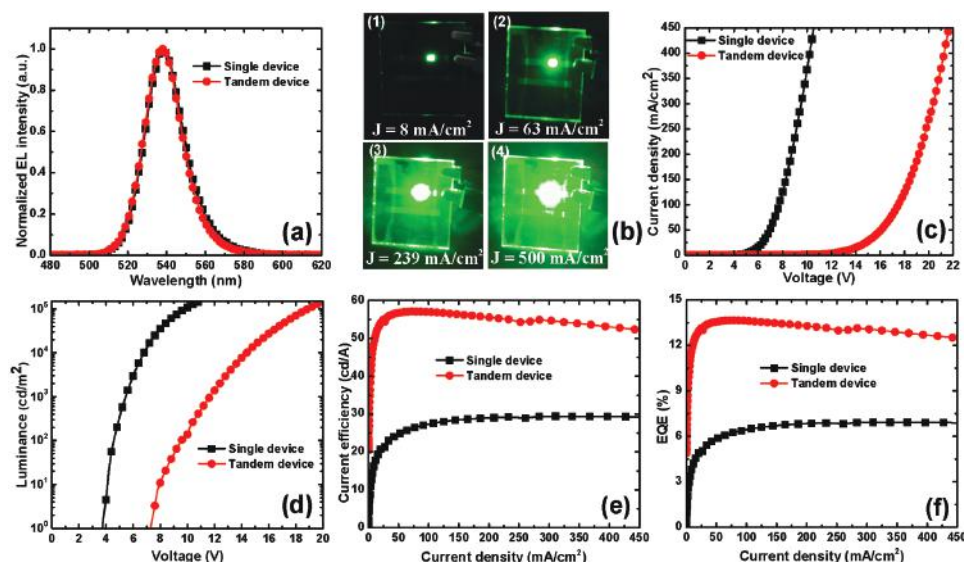 Normalized EL intensity (a.u.)
1.0
0.8
0.6
0.4
0.2
0.0
Single device
Tandem device
(a)
480 500 520 540 560 580 600 620
Wavelength (nm)
(1)
J = 8 mA/cm²
(2)
J = 63 mA/cm²
(3)
J = 239 mA/cm²
(4)
J = 500 mA/cm²
(b)
Current density (mA/cm²)
450
400
350
300
250
200
150
100
50
0
Single device
Tandem device
(c)
0 2 4 6 8 10 12 14 16 18 20 22
Voltage (V)
Luminance (cd/m²)
10⁵
10⁴
10³
10²
10¹
10⁰
Single device
Tandem device
(d)
0 2 4 6 8 10 12 14 16 18 20
Voltage (V)
Current efficiency (cd/A)
60
50
40
30
20
10
0
Single device
Tandem device
(e)
0 50 100 150 200 250 300 350 400 450
Current density (mA/cm²)
EQE (%)
15
12
9
6
3
0
Single device
Tandem device
(f)
0 50 100 150 200 250 300 350 400 450
Current density (mA/cm²)